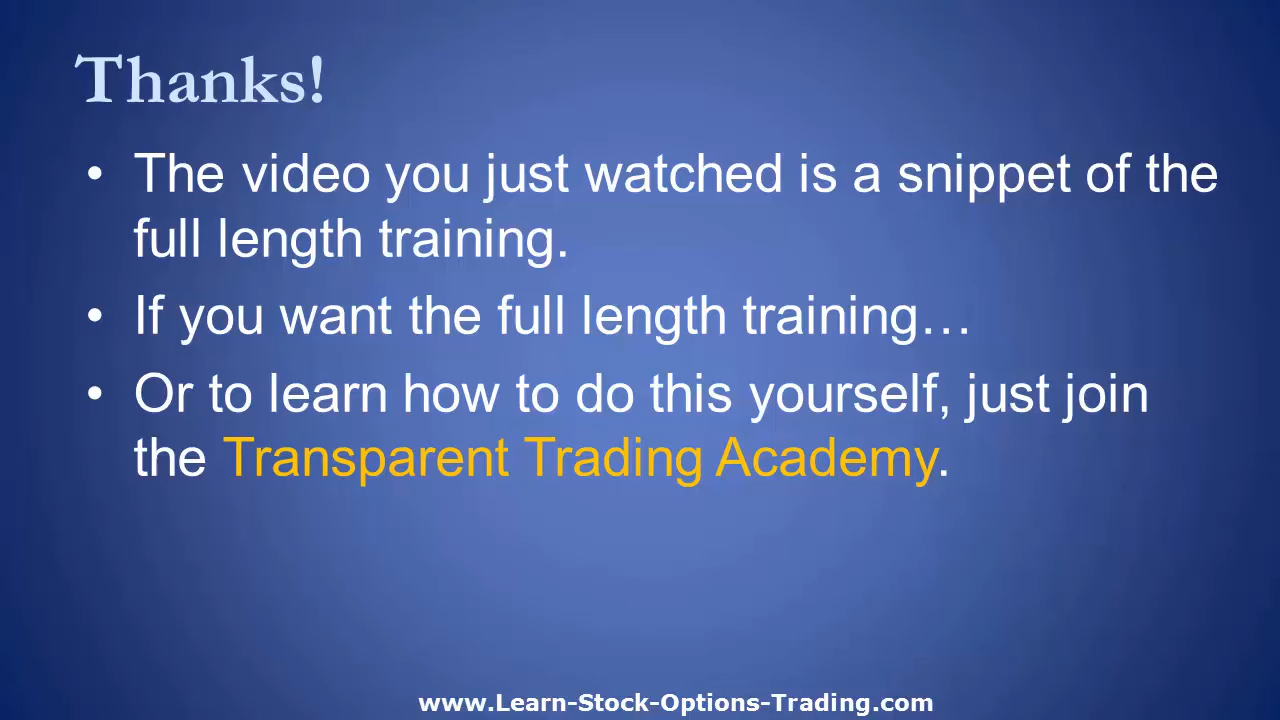 Thanks!
• The video you just watched is a snippet of the
full length training.
• If you want the full length training…
• Or to learn how to do this yourself, just join
the Transparent Trading Academy.
www.Learn-Stock-Options-Trading.com